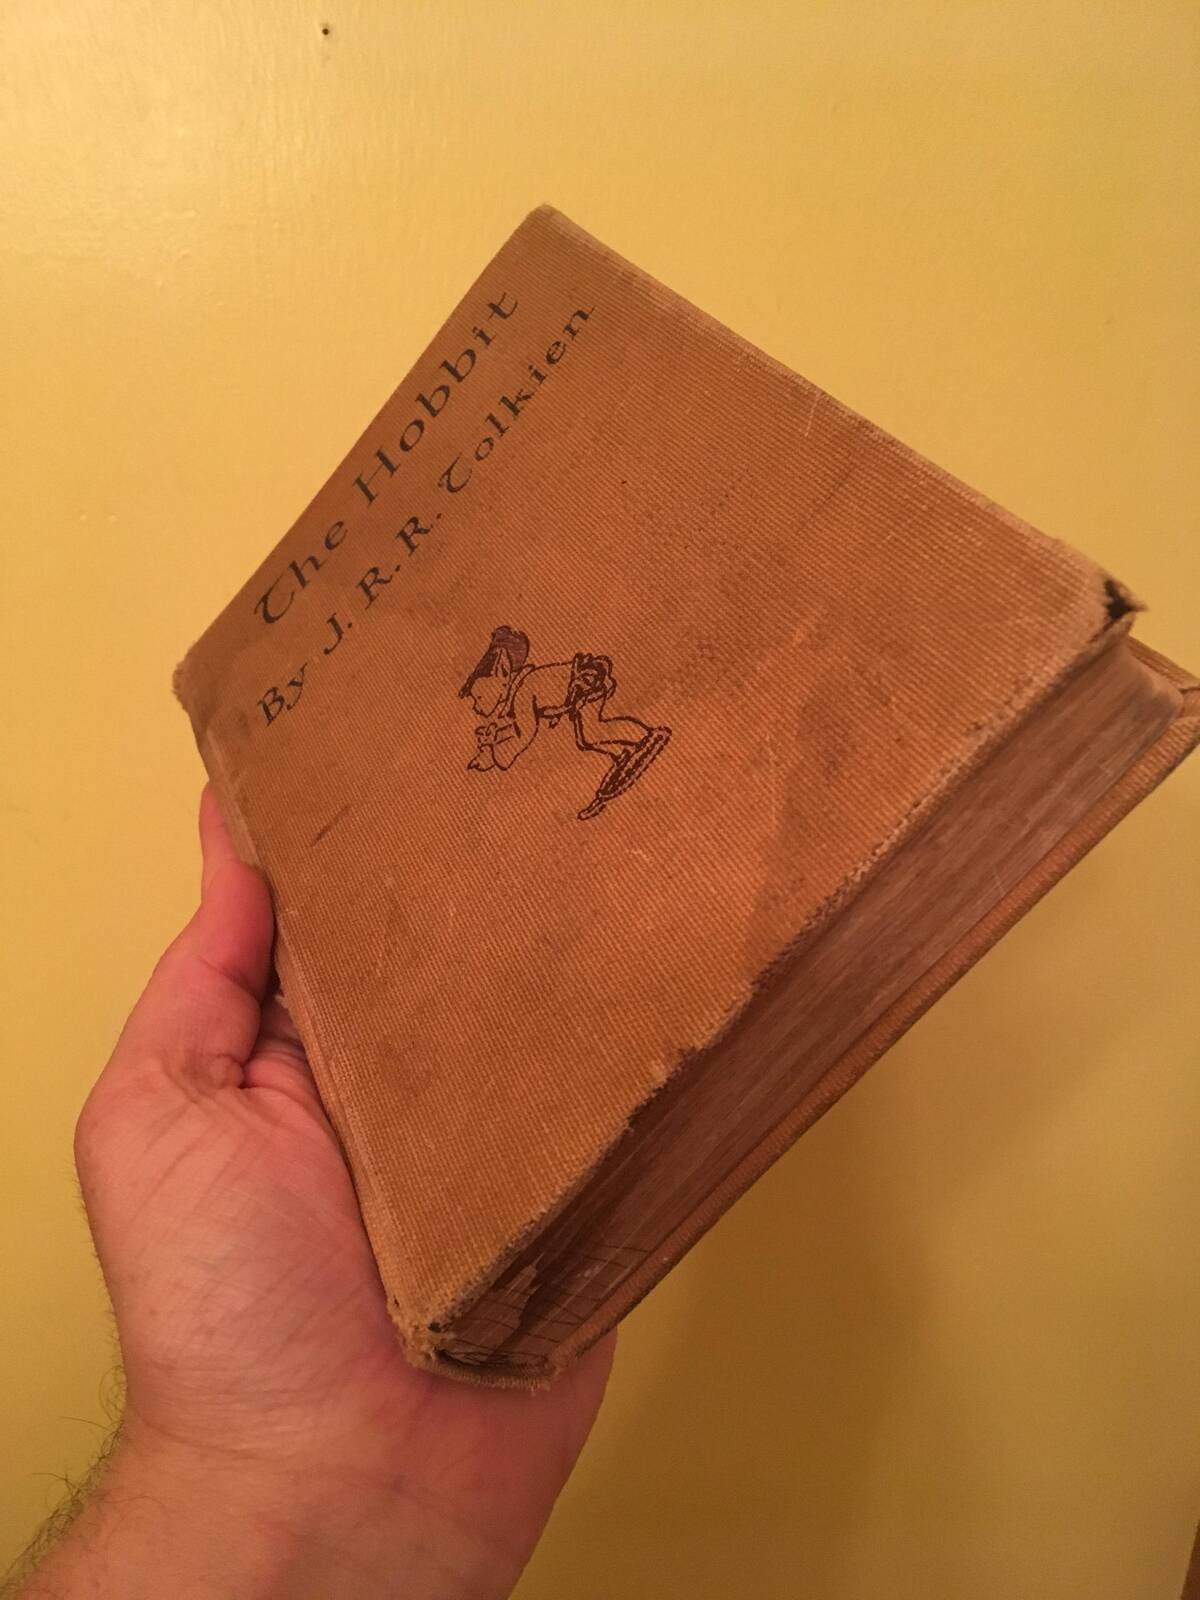 The Hobbit
By J. R. R. Tolkien